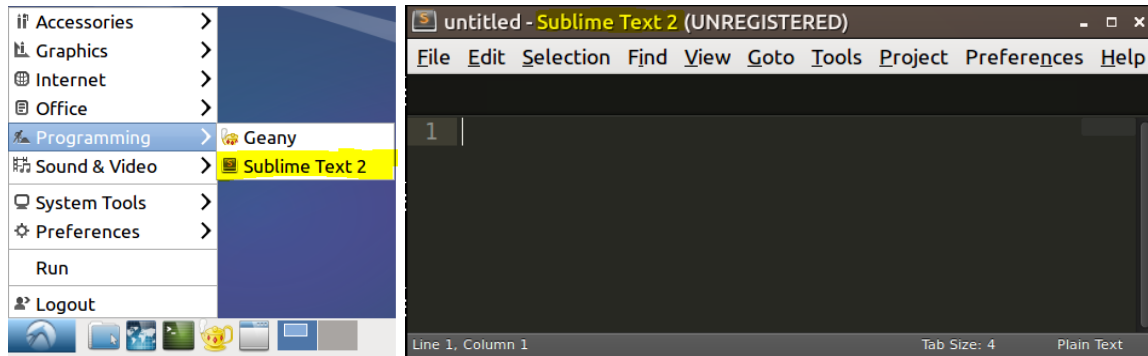 Accessories
Graphics
Internet
Office
Programming
Sound & Video
System Tools
Preferences
Run
Logout
Geany
Sublime Text 2
untitled - Sublime Text 2 (UNREGISTERED)
File Edit Selection Find View Goto Tools Project Preferences Help
1
Line 1, Column 1 Tab Size: 4 Plain Text